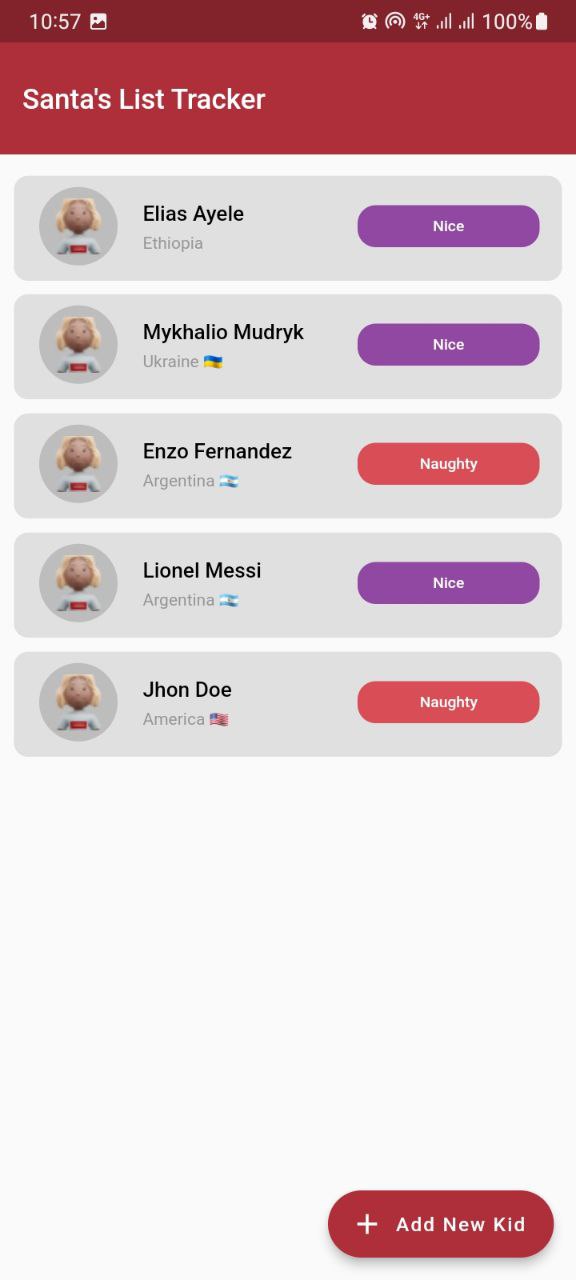 10:57 4G+ 100%
Santa's List Tracker
Elias Ayele
Ethiopia
Nice
Mykhalio Mudryk
Ukraine 🇺🇦
Nice
Enzo Fernandez
Argentina 🇦🇷
Naughty
Lionel Messi
Argentina 🇦🇷
Nice
Jhon Doe
America 🇺🇸
Naughty
+ Add New Kid